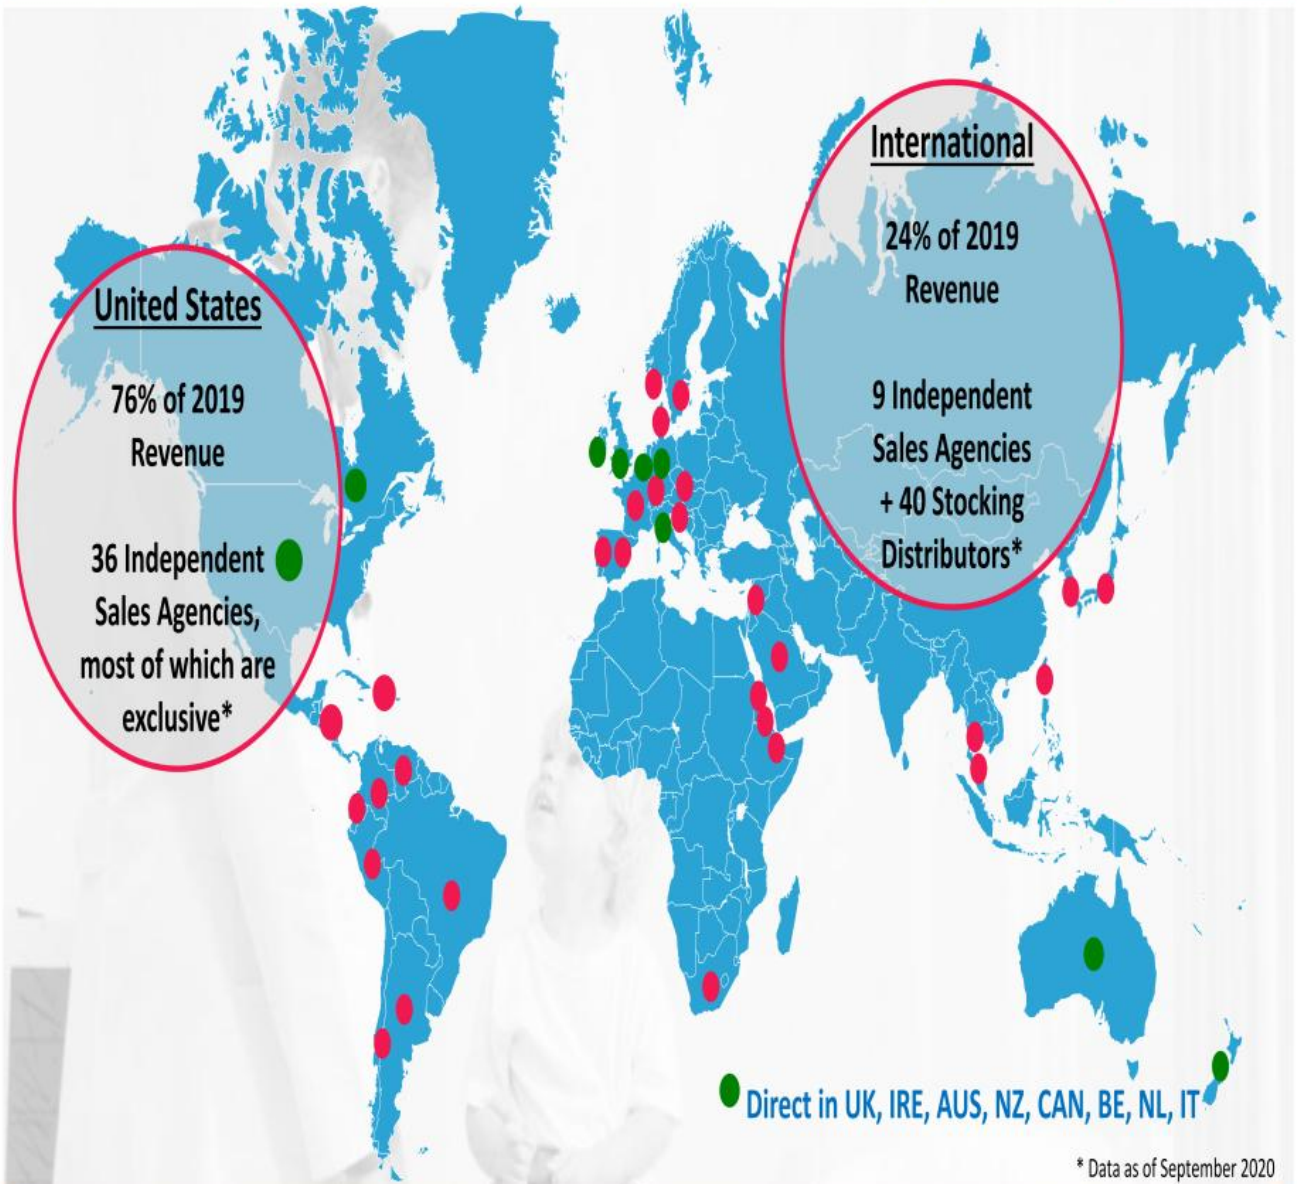 United States
76% of 2019
Revenue
36 Independent
Sales Agencies,
most of which are
exclusive*
International
24% of 2019
Revenue
9 Independent
Sales Agencies
+ 40 Stocking
Distributors*
Direct in UK, IRE, AUS, NZ, CAN, BE, NL, IT
* Data as of September 2020